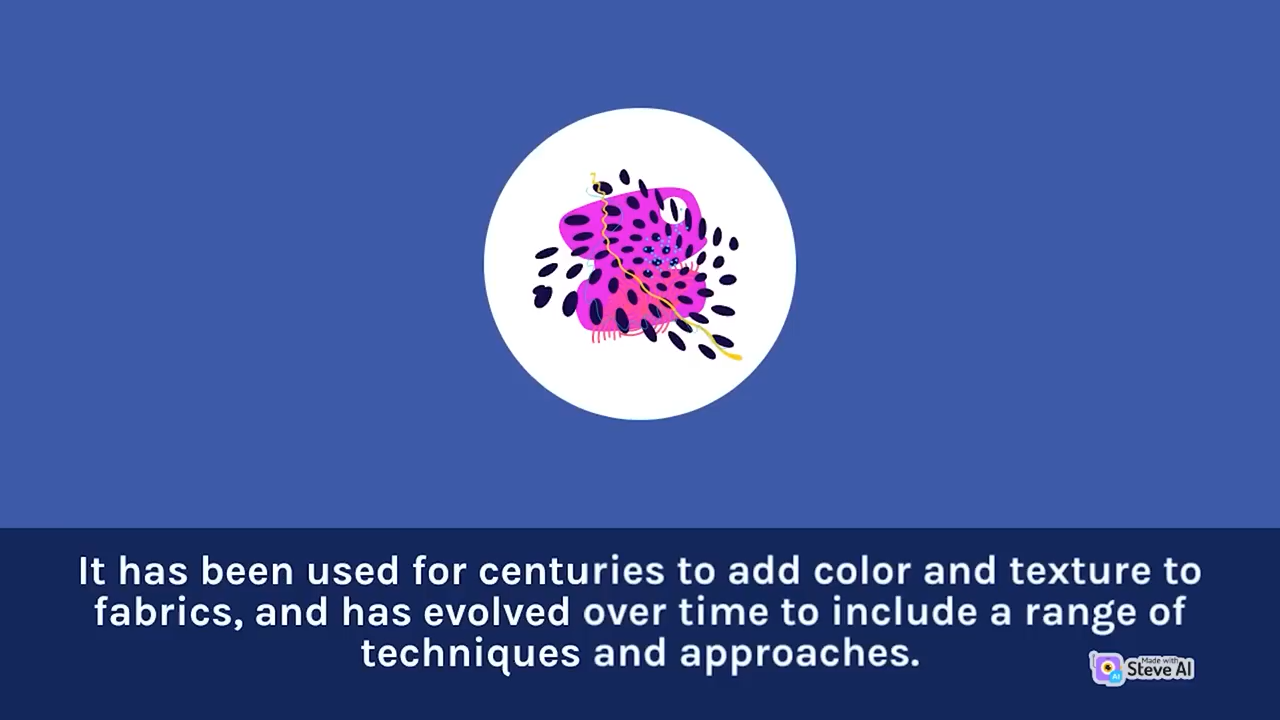 It has been used for centuries to add color and texture to
fabrics, and has evolved over time to include a range of
techniques and approaches.
Made with
Steve AI
AI